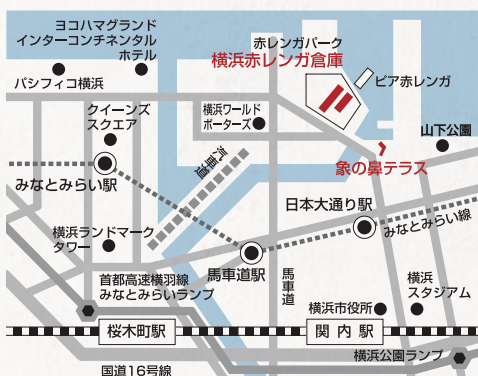 ヨコハマグランド
インターコンチネンタル
ホテル
パシフィコ横浜
赤レンガパーク
横浜赤レンガ倉庫
ピア赤レンガ
クイーンズ
スクエア
横浜ワールド
ポーターズ
山下公園
汽車道
象の鼻テラス
みなとみらい駅
日本大通り駅
みなとみらい線
横浜ランドマーク
タワー
馬車道駅
馬車道
首都高速横羽線
みなとみらいランプ
横浜
スタジアム
横浜市役所
桜木町駅
関内駅
横浜公園ランプ
国道16号線